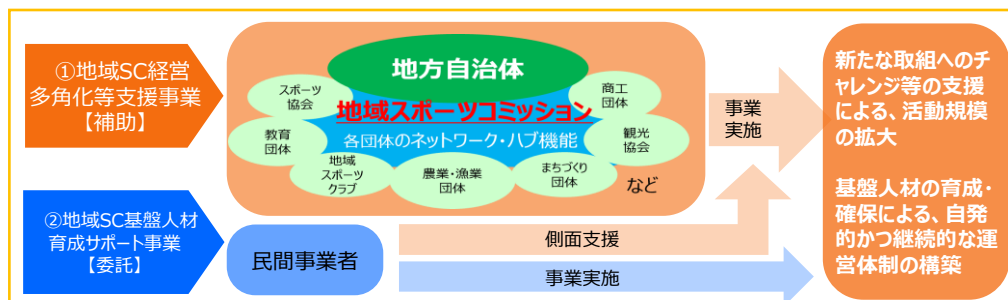 ①地域SC経営
多角化等支援事業
【補助】
地方自治体
スポーツ
協会
商工
団体
地域スポーツコミッション
教育
団体
各団体のネットワーク・ハブ機能
観光
協会
地域
スポーツ
クラブ
農業・漁業
団体
まちづくり
団体
など
事業
実施
新たな取組へのチ
ャレンジ等の支援
による、活動規模
の拡大
②地域SC基盤人材
育成サポート事業
【委託】
民間事業者
側面支援
事業実施
基盤人材の育成・
確保による、自発
的かつ継続的な運
営体制の構築